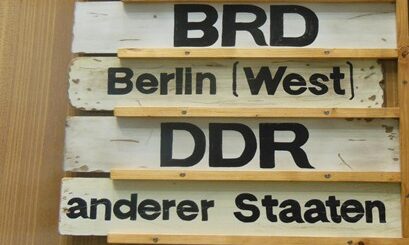 BRD
Berlin (West)
DDR
anderer Staaten